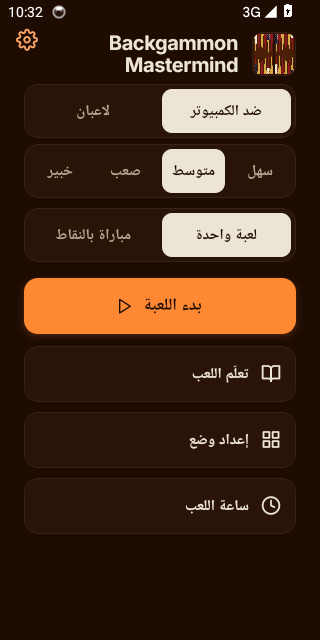 10:32 3G
Backgammon
Mastermind
ضد الكمبيوتر لاعبان
سهل متوسط صعب خبير
لعبة واحدة مباراة بالنقاط
بدء اللعبة
تعلّم اللعب
إعداد وضع
ساعة اللعب